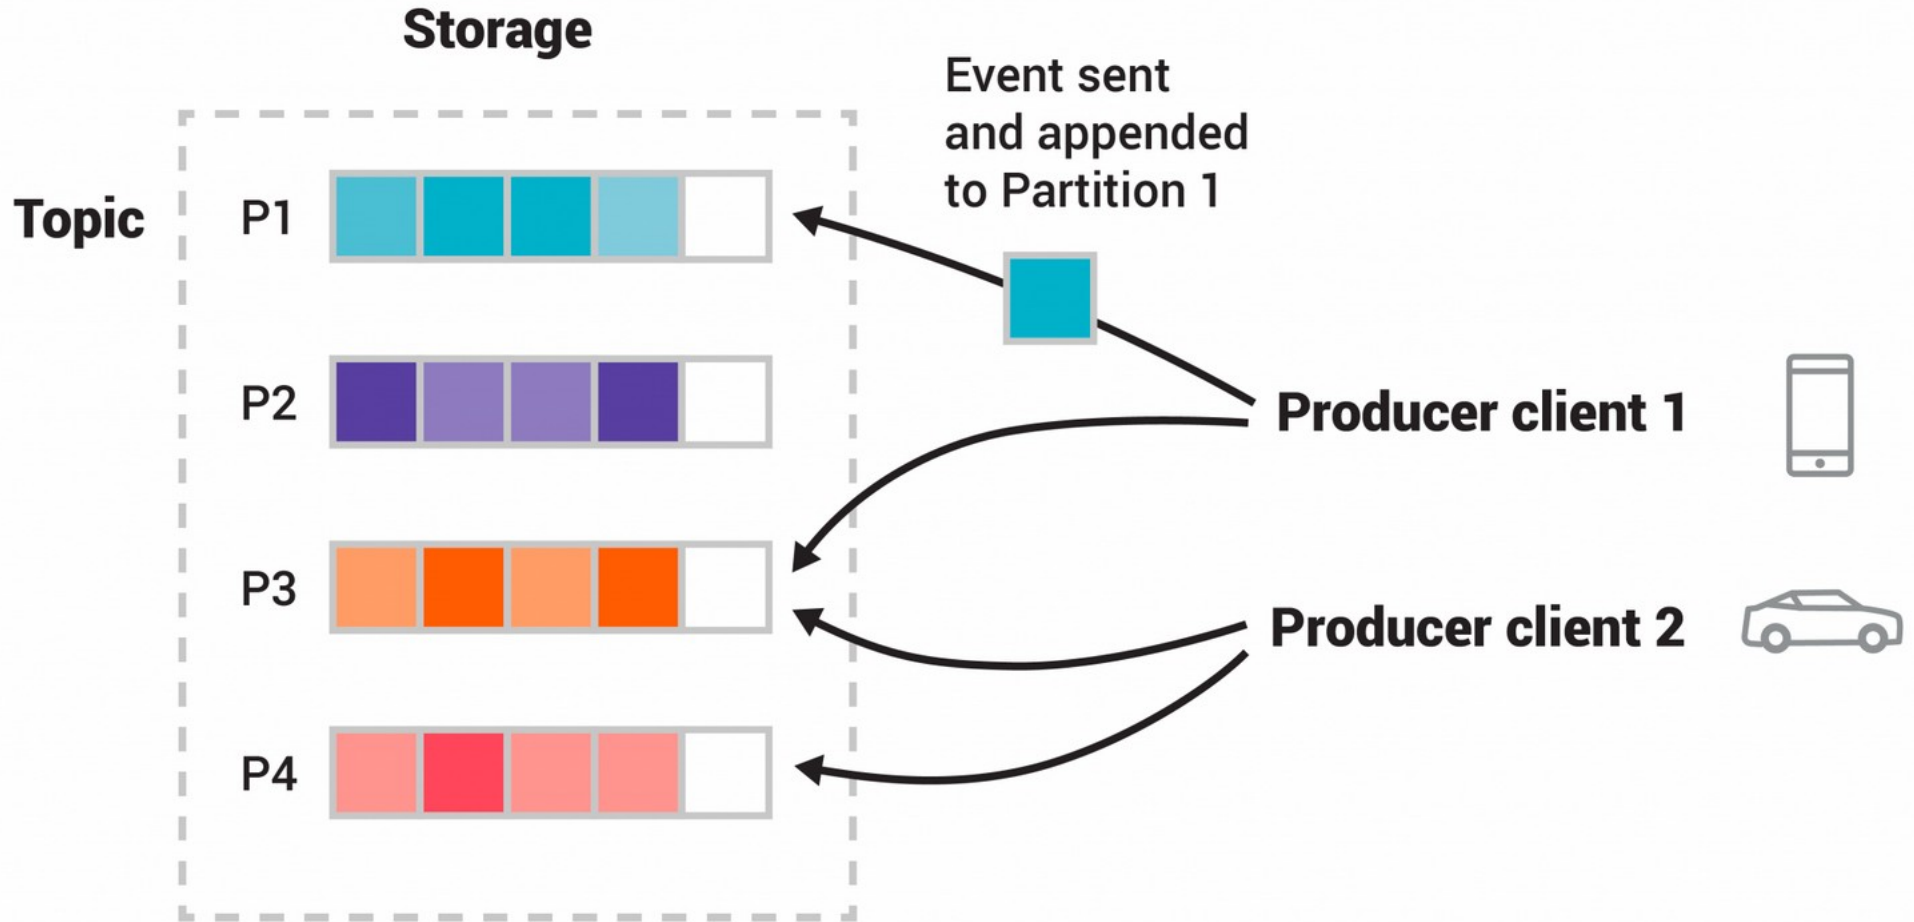 Storage
Event sent
and appended
to Partition 1
Topic
P1
P2
Producer client 1
P3
Producer client 2
P4